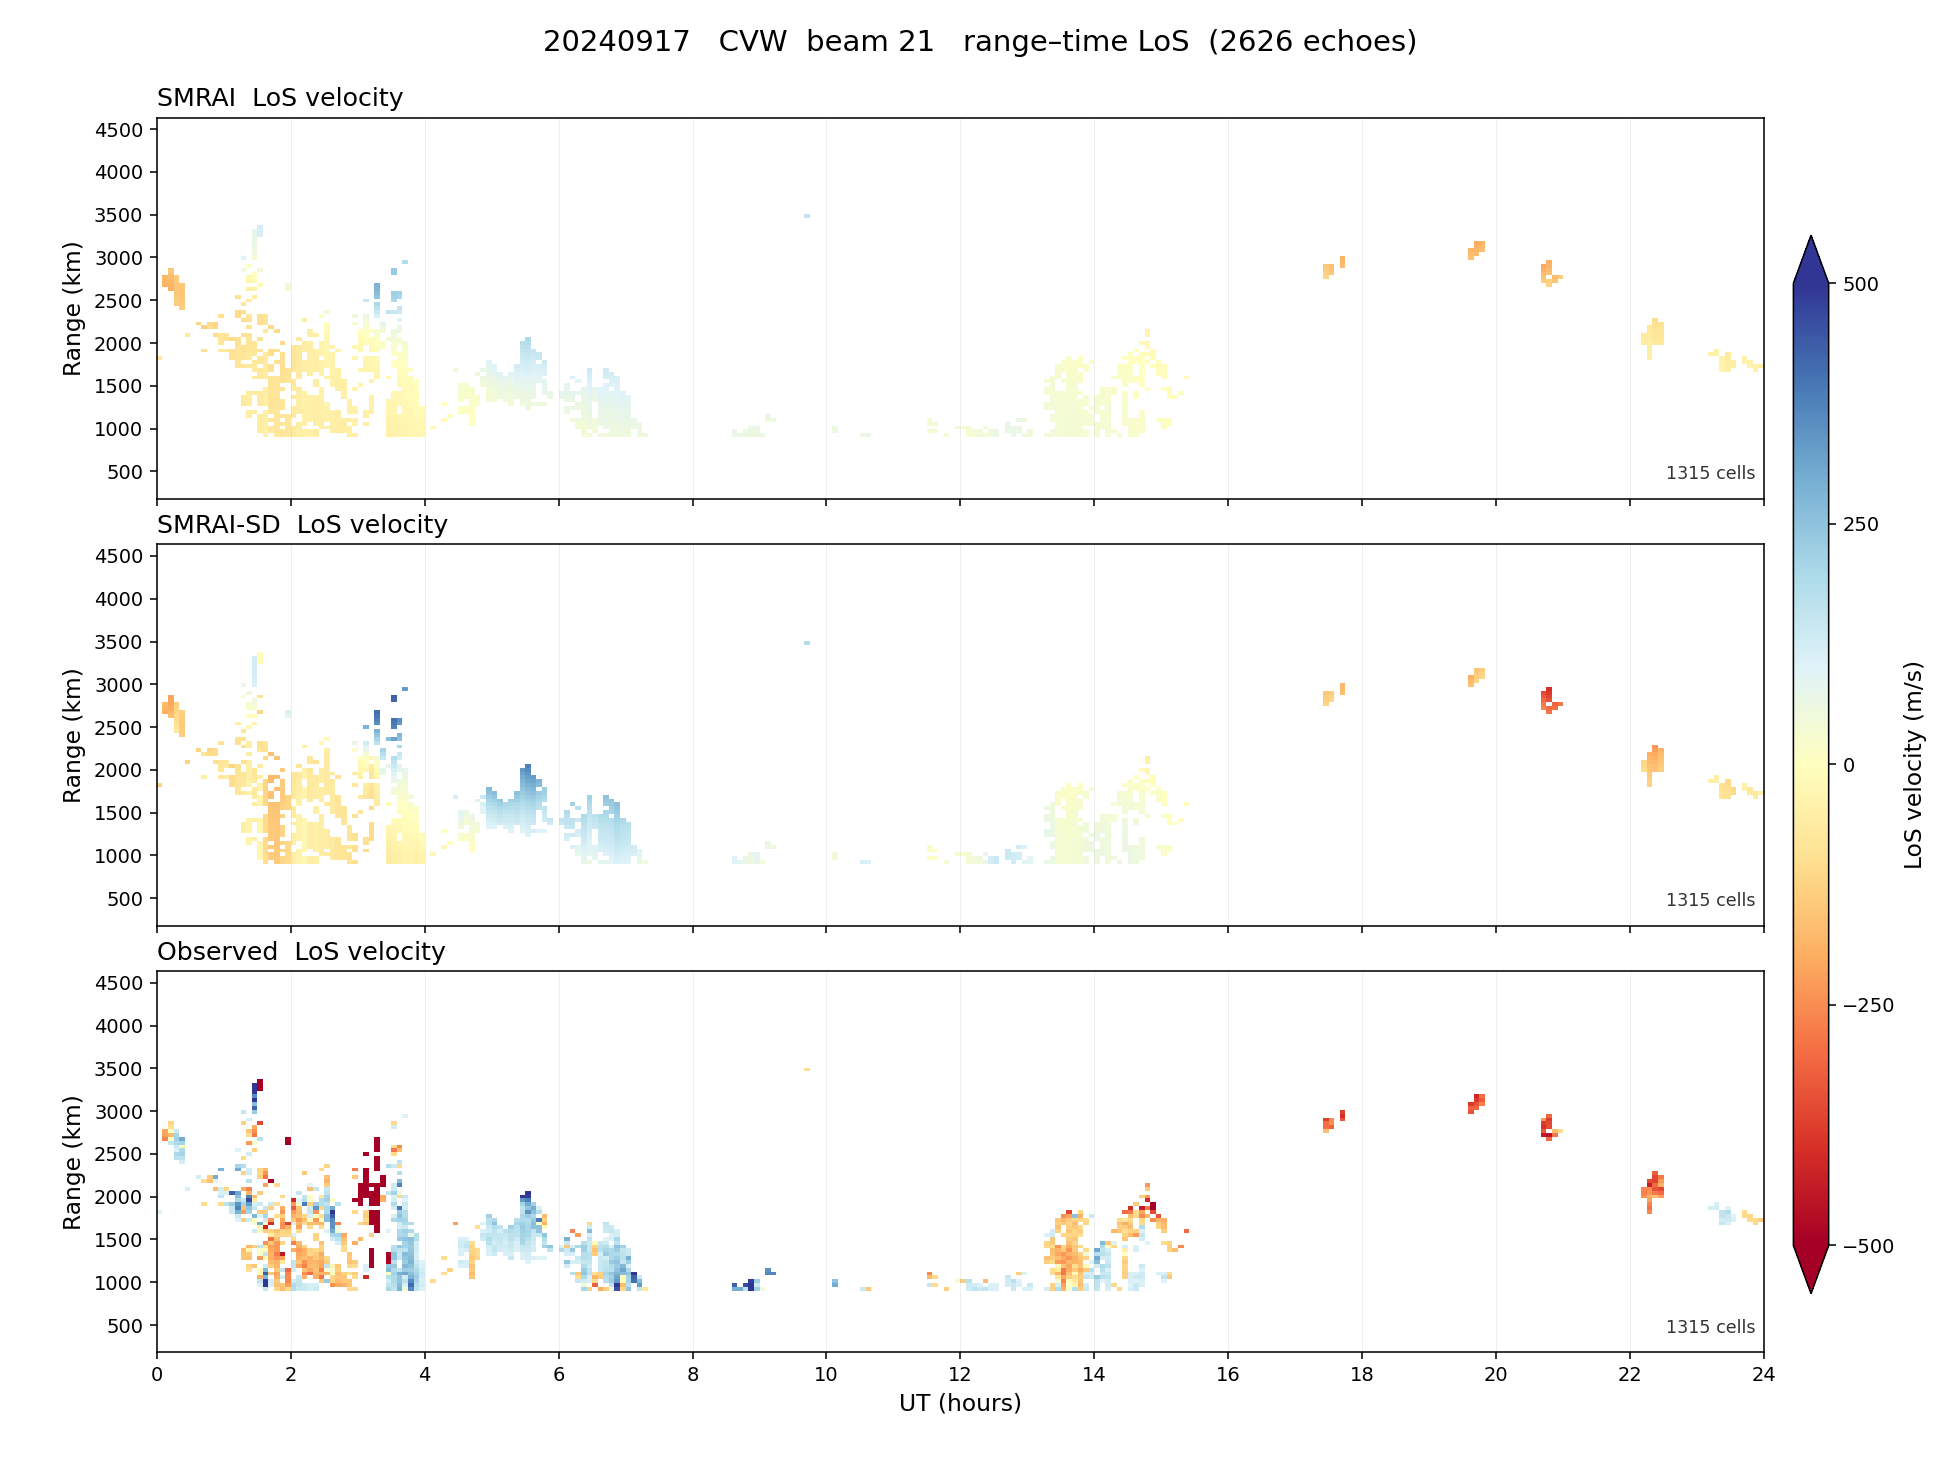 20240917   CVW  beam 21   range–time LoS  (2626 echoes)
SMRAI  LoS velocity
4500
4000
3500
3000
2500
2000
1500
1000
500
Range (km)
1315 cells
SMRAI-SD  LoS velocity
4500
4000
3500
3000
2500
2000
1500
1000
500
Range (km)
1315 cells
Observed  LoS velocity
4500
4000
3500
3000
2500
2000
1500
1000
500
Range (km)
1315 cells
0 2 4 6 8 10 12 14 16 18 20 22 24
UT (hours)
500
250
0
−250
−500
LoS velocity (m/s)